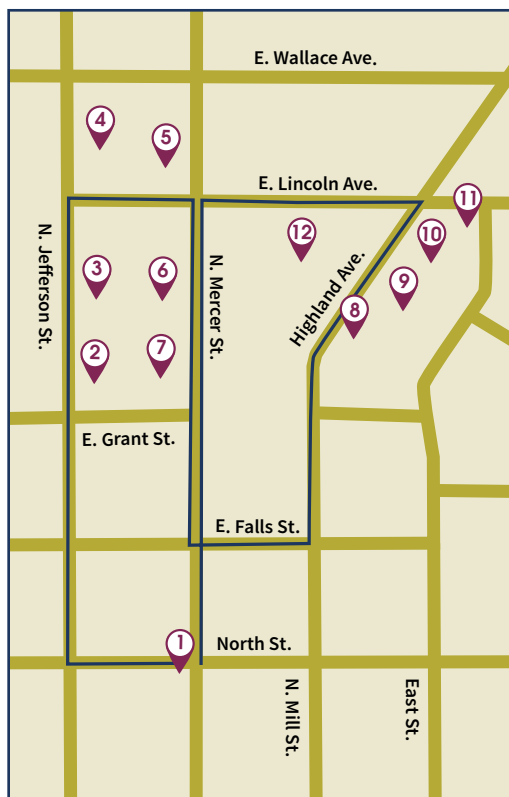 E. Wallace Ave.
4
5
E. Lincoln Ave.
11
N. Jefferson St.
N. Mercer St.
12
Highland Ave.
10
3
6
9
8
2
7
E. Grant St.
E. Falls St.
1
North St.
N. Mill St.
East St.